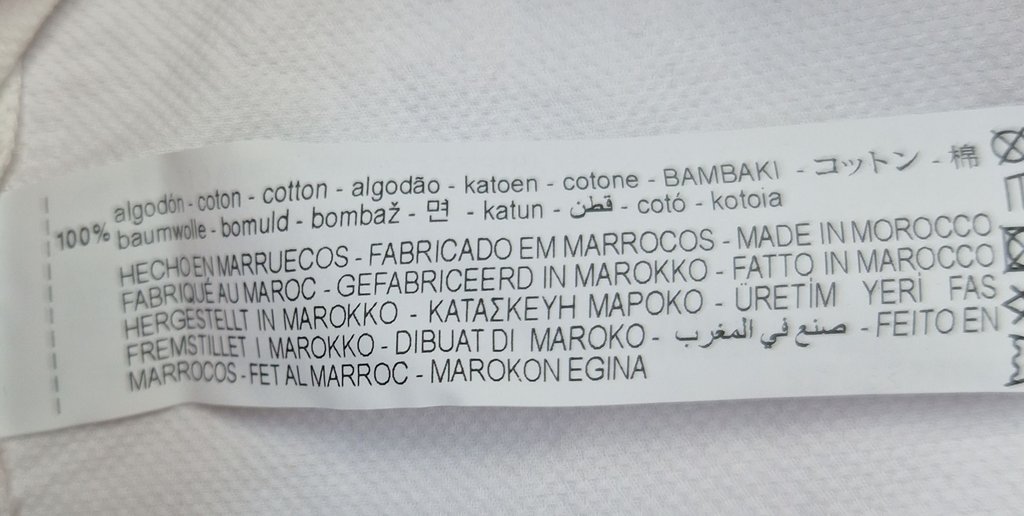 100% algodón - coton - cotton - algodão - katoen - cotone - BAMBAKI - コットン - 棉
baumwolle - bomuld - bombaž - 면 - katun - قطن - cotó - kotoia
HECHO EN MARRUECOS - FABRICADO EM MARROCOS - MADE IN MOROCCO
FABRIQUÉ AU MAROC - GEFABRICEERD IN MAROKKO - FATTO IN MAROCCO
HERGESTELLT IN MAROKKO - ΚΑΤΑΣΚΕΥΗ ΜΑΡΟΚΟ - ÜRETİM YERİ FAS
FREMSTILLET I MAROKKO - DIBUAT DI MAROKO - صنع في المغرب - FEITO EN
MARROCOS - FET AL MARROC - MAROKON EGINA